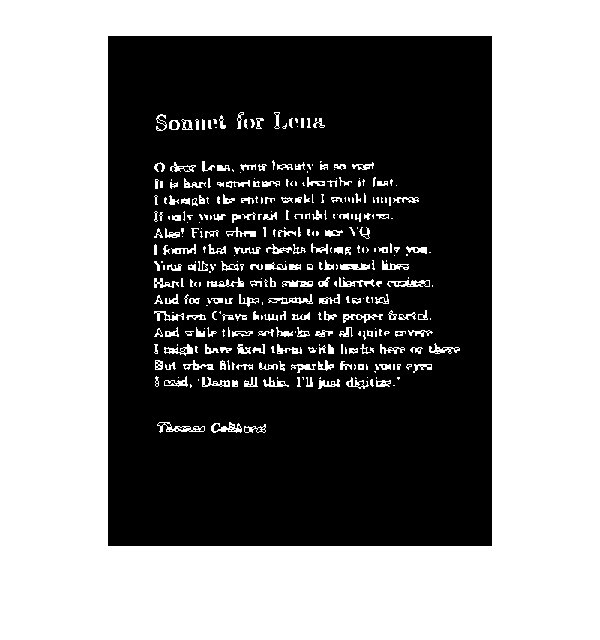 Sonnet for Lena
O dear Lena, your beauty is so vast
It is hard sometimes to describe it fast.
I thought the entire world I would impress
If only your portrait I could compress.
Alas! First when I tried to use VQ
I found that your cheeks belong to only you.
Your silky hair contains a thousand lines
Hard to match with sums of discrete cosines.
And for your lips, sensual and tactual
Thirteen Crays found not the proper fractal.
And while these setbacks are all quite severe
I might have fixed them with hacks here or there
But when filters took sparkle from your eyes
I said, 'Damn all this. I'll just digitize.'
Thomas Colthurst